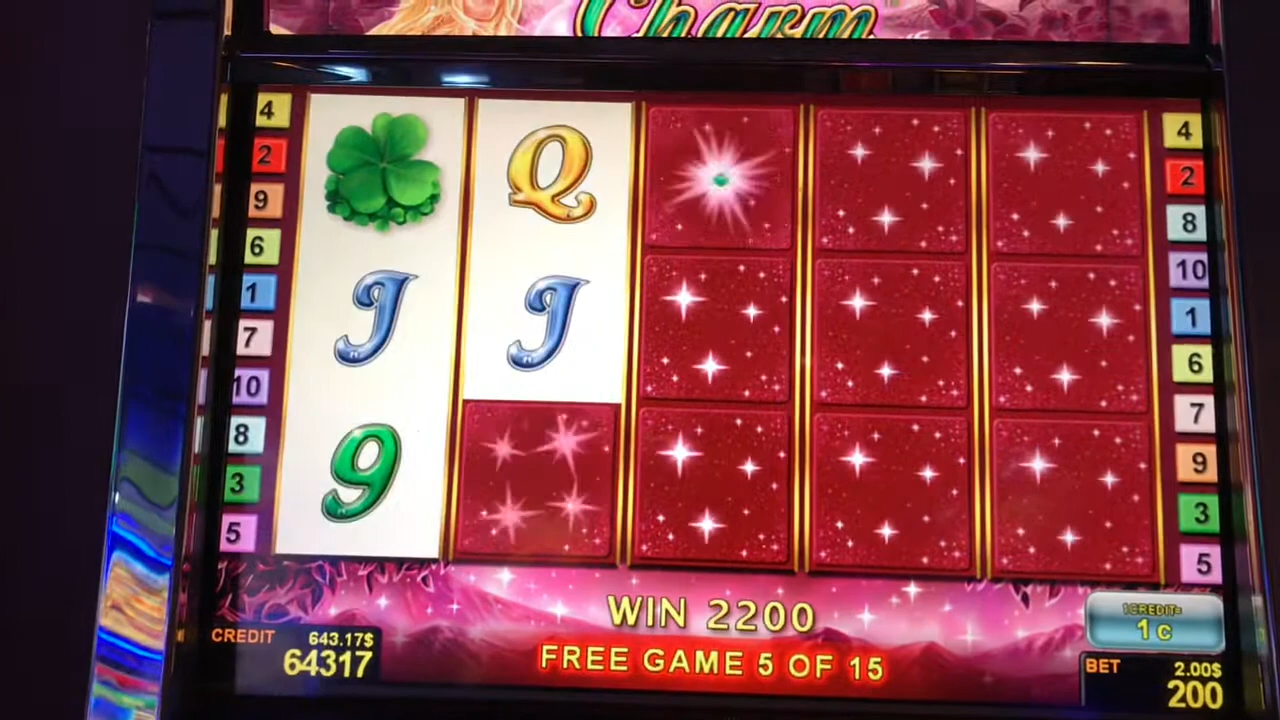 Charm
4
2
9
6
1
7
10
8
3
5
Q
J
J
9
4
2
8
10
1
6
7
9
3
5
WIN 2200
FREE GAME 5 OF 15
CREDIT 643.17$
64317
1CREDIT=
1 c
BET 2.00$
200